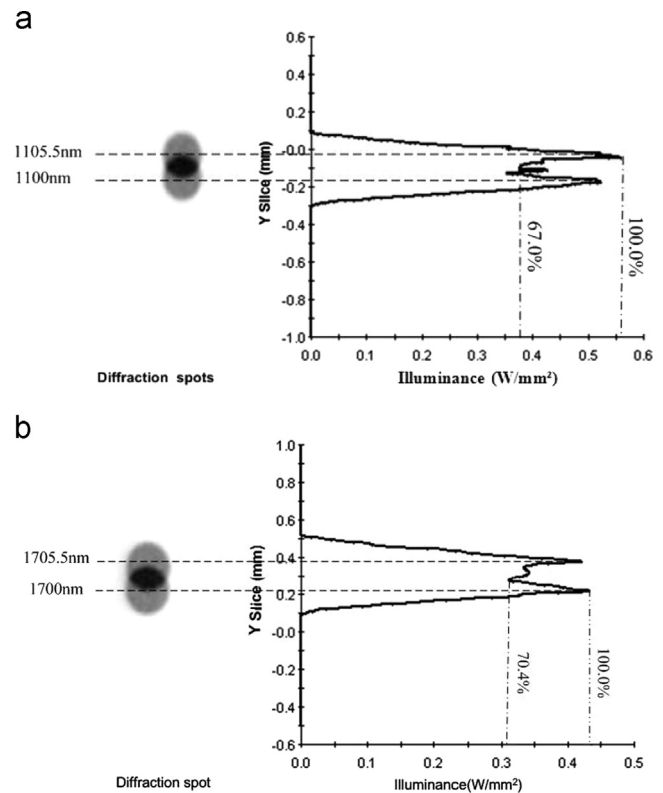 a
0.6
0.4
0.2
-0.0
-0.2
-0.4
-0.6
-0.8
-1.0
Y Slice (mm)
1105.5nm
1100nm
67.0%
100.0%
0.0 0.1 0.2 0.3 0.4 0.5 0.6
Diffraction spots
Illuminance (W/mm²)
b
1.0
0.8
0.6
0.4
0.2
-0.0
-0.2
-0.4
-0.6
Y Slice (mm)
1705.5nm
1700nm
70.4%
100.0%
0.0 0.1 0.2 0.3 0.4 0.5
Diffraction spot
Illuminance(W/mm²)